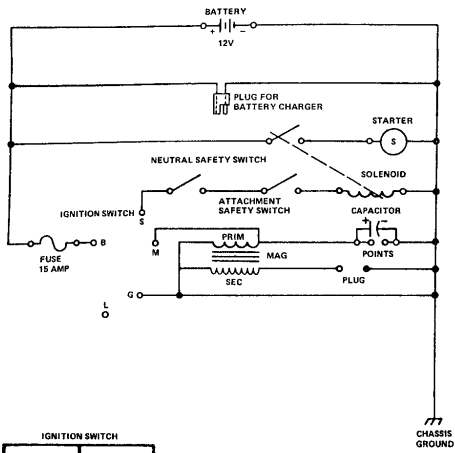 BATTERY
+ -
12V
PLUG FOR
BATTERY CHARGER
STARTER
S
NEUTRAL SAFETY SWITCH
SOLENOID
ATTACHMENT
SAFETY SWITCH
IGNITION SWITCH
S
CAPACITOR
+ -
B
M
PRIM
MAG
POINTS
FUSE
15 AMP
SEC
PLUG
G
L
CHASSIS
GROUND
IGNITION SWITCH